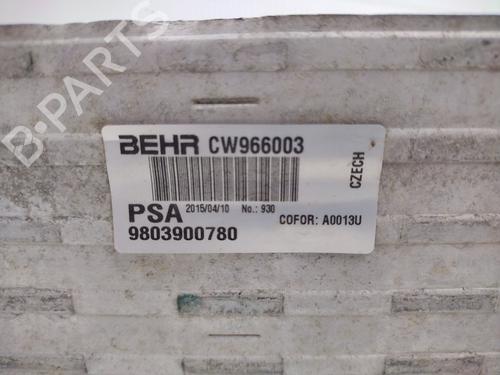 B-PARTS
BEHR CW966003
CZECH
PSA 2015/04/10 No.: 930
COFOR: A0013U
9803900780